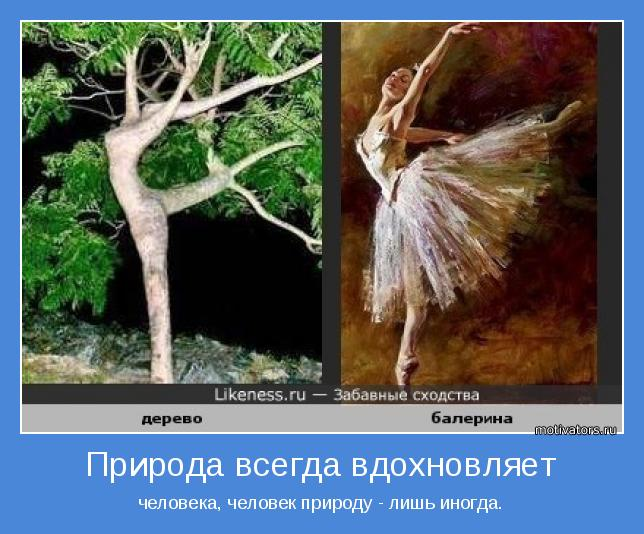 Likeness.ru — Забавные сходства
дерево балерина
motivators.ru
Природа всегда вдохновляет
человека, человек природу - лишь иногда.